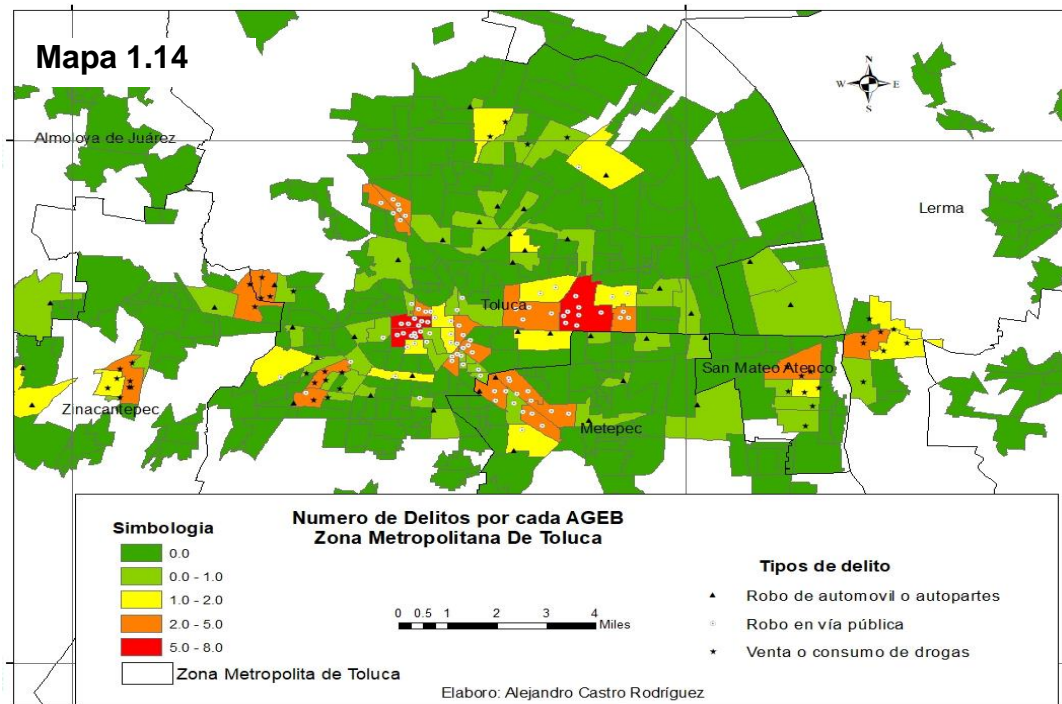 Mapa 1.14
N
W E
S
Almoloya de Juárez
Lerma
Toluca
San Mateo Atenco
Zinacantepec
Metepec
Simbologia
0.0
0.0 - 1.0
1.0 - 2.0
2.0 - 5.0
5.0 - 8.0
Zona Metropolita de Toluca
Numero de Delitos por cada AGEB
Zona Metropolitana De Toluca
0 0.5 1 2 3 4
Miles
Tipos de delito
Robo de automovil o autopartes
Robo en vía pública
Venta o consumo de drogas
Elaboro: Alejandro Castro Rodríguez